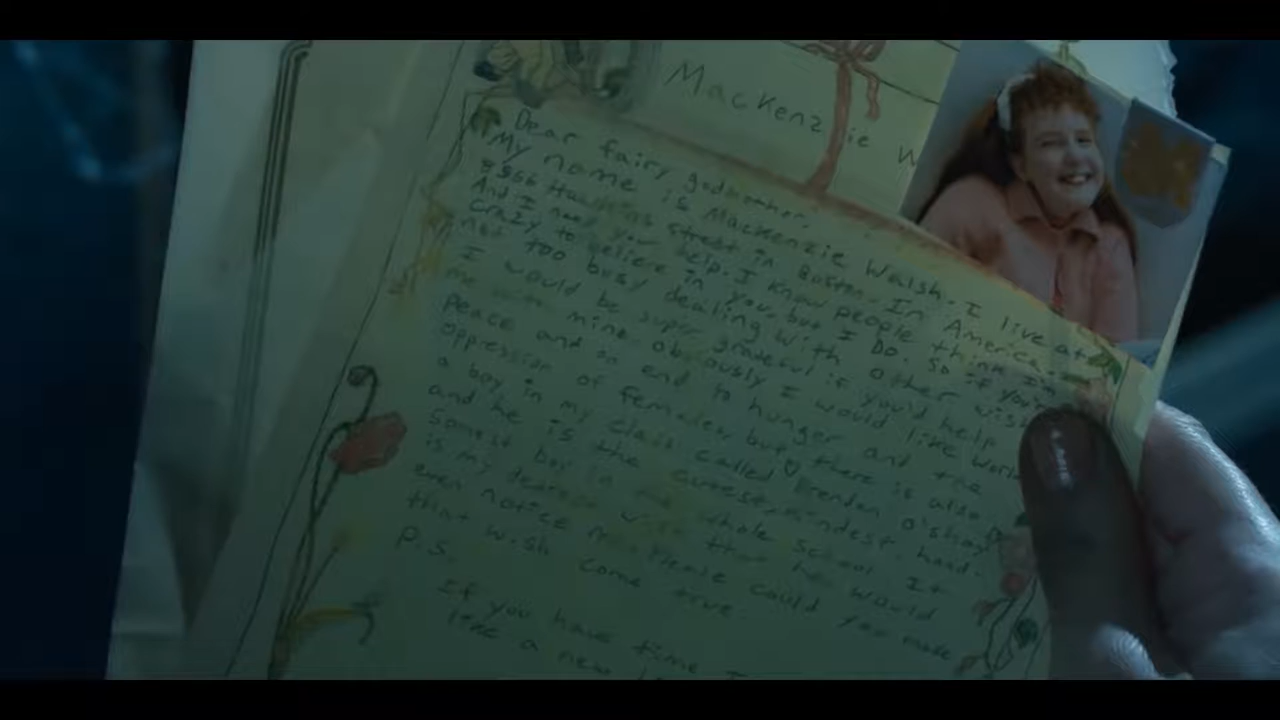 Mackenzie W
Dear fairy godmother,
My name is Mackenzie Walsh. I live at
street in Boston. In America.
And I need your help. I know people think I'm
crazy to believe in you, but I Do. So if you're
not too busy dealing with other wish
I would be super grateful if you'd help
me with mine. obviously I would like World
peace and an end to hunger and the
oppression of females, but there is also
a boy in my class called Brendan O'shay
and he is the cutest, kindest, hand-
somest boy in my whole school. It
is my dearest wish that he would
even notice me. Please could you make
that wish come true
P.S.
If you have time I
like a new